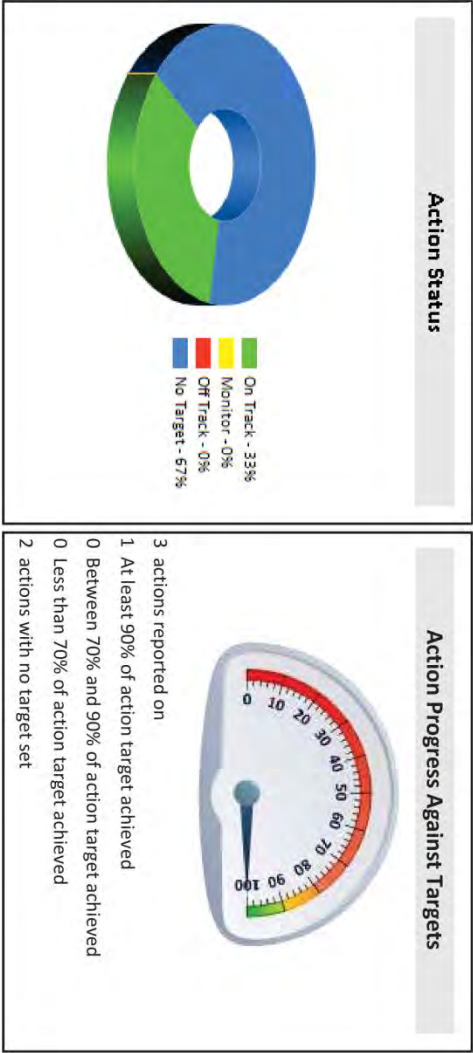 Action Status
On Track - 33%
Monitor - 0%
Off Track - 0%
No Target - 67%
Action Progress Against Targets
0
10
20
30
40
50
60
70
80
90
100
3 actions reported on
1 At least 90% of action target achieved
0 Between 70% and 90% of action target achieved
0 Less than 70% of action target achieved
2 actions with no target set